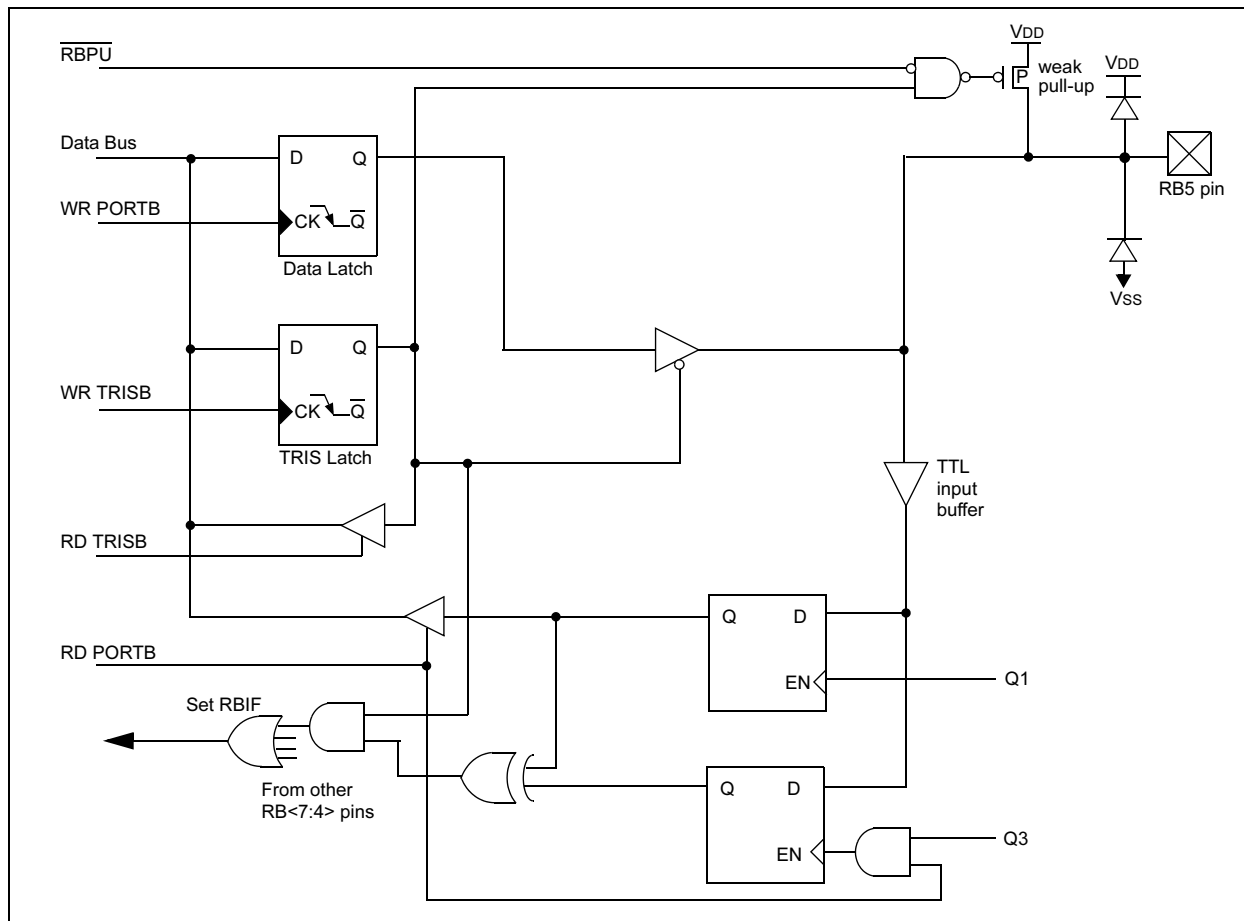 R̅B̅P̅U̅
VDD
P
weak
pull-up
VDD
RB5 pin
VSS
Data Bus
D
Q
WR PORTB
CK
Q̅
Data Latch
D
Q
WR TRISB
CK
Q̅
TRIS Latch
TTL
input
buffer
RD TRISB
Q
D
EN
Q1
RD PORTB
Set RBIF
From other
RB<7:4> pins
Q
D
EN
Q3